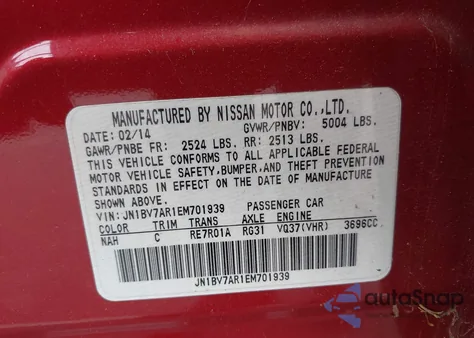 MANUFACTURED BY NISSAN MOTOR CO.,LTD.
DATE: 02/14 GVWR/PNBV: 5004 LBS.
GAWR/PNBE FR: 2524 LBS. RR: 2513 LBS.
THIS VEHICLE CONFORMS TO ALL APPLICABLE FEDERAL
MOTOR VEHICLE SAFETY,BUMPER,AND THEFT PREVENTION
STANDARDS IN EFFECT ON THE DATE OF MANUFACTURE
SHOWN ABOVE.
VIN: JN1BV7AR1EM701939 PASSENGER CAR
COLOR TRIM TRANS AXLE ENGINE
NAH C RE7R01A RG31 VQ37(VHR) 3696CC
JN1BV7AR1EM701939
autoSnap